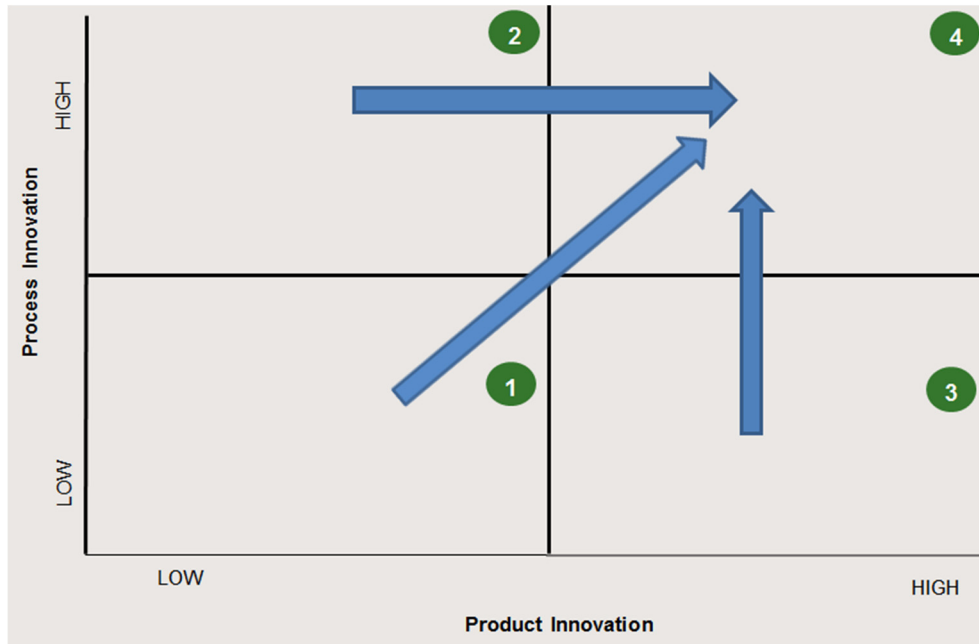 2
4
HIGH
Process Innovation
1
3
LOW
LOW
HIGH
Product Innovation